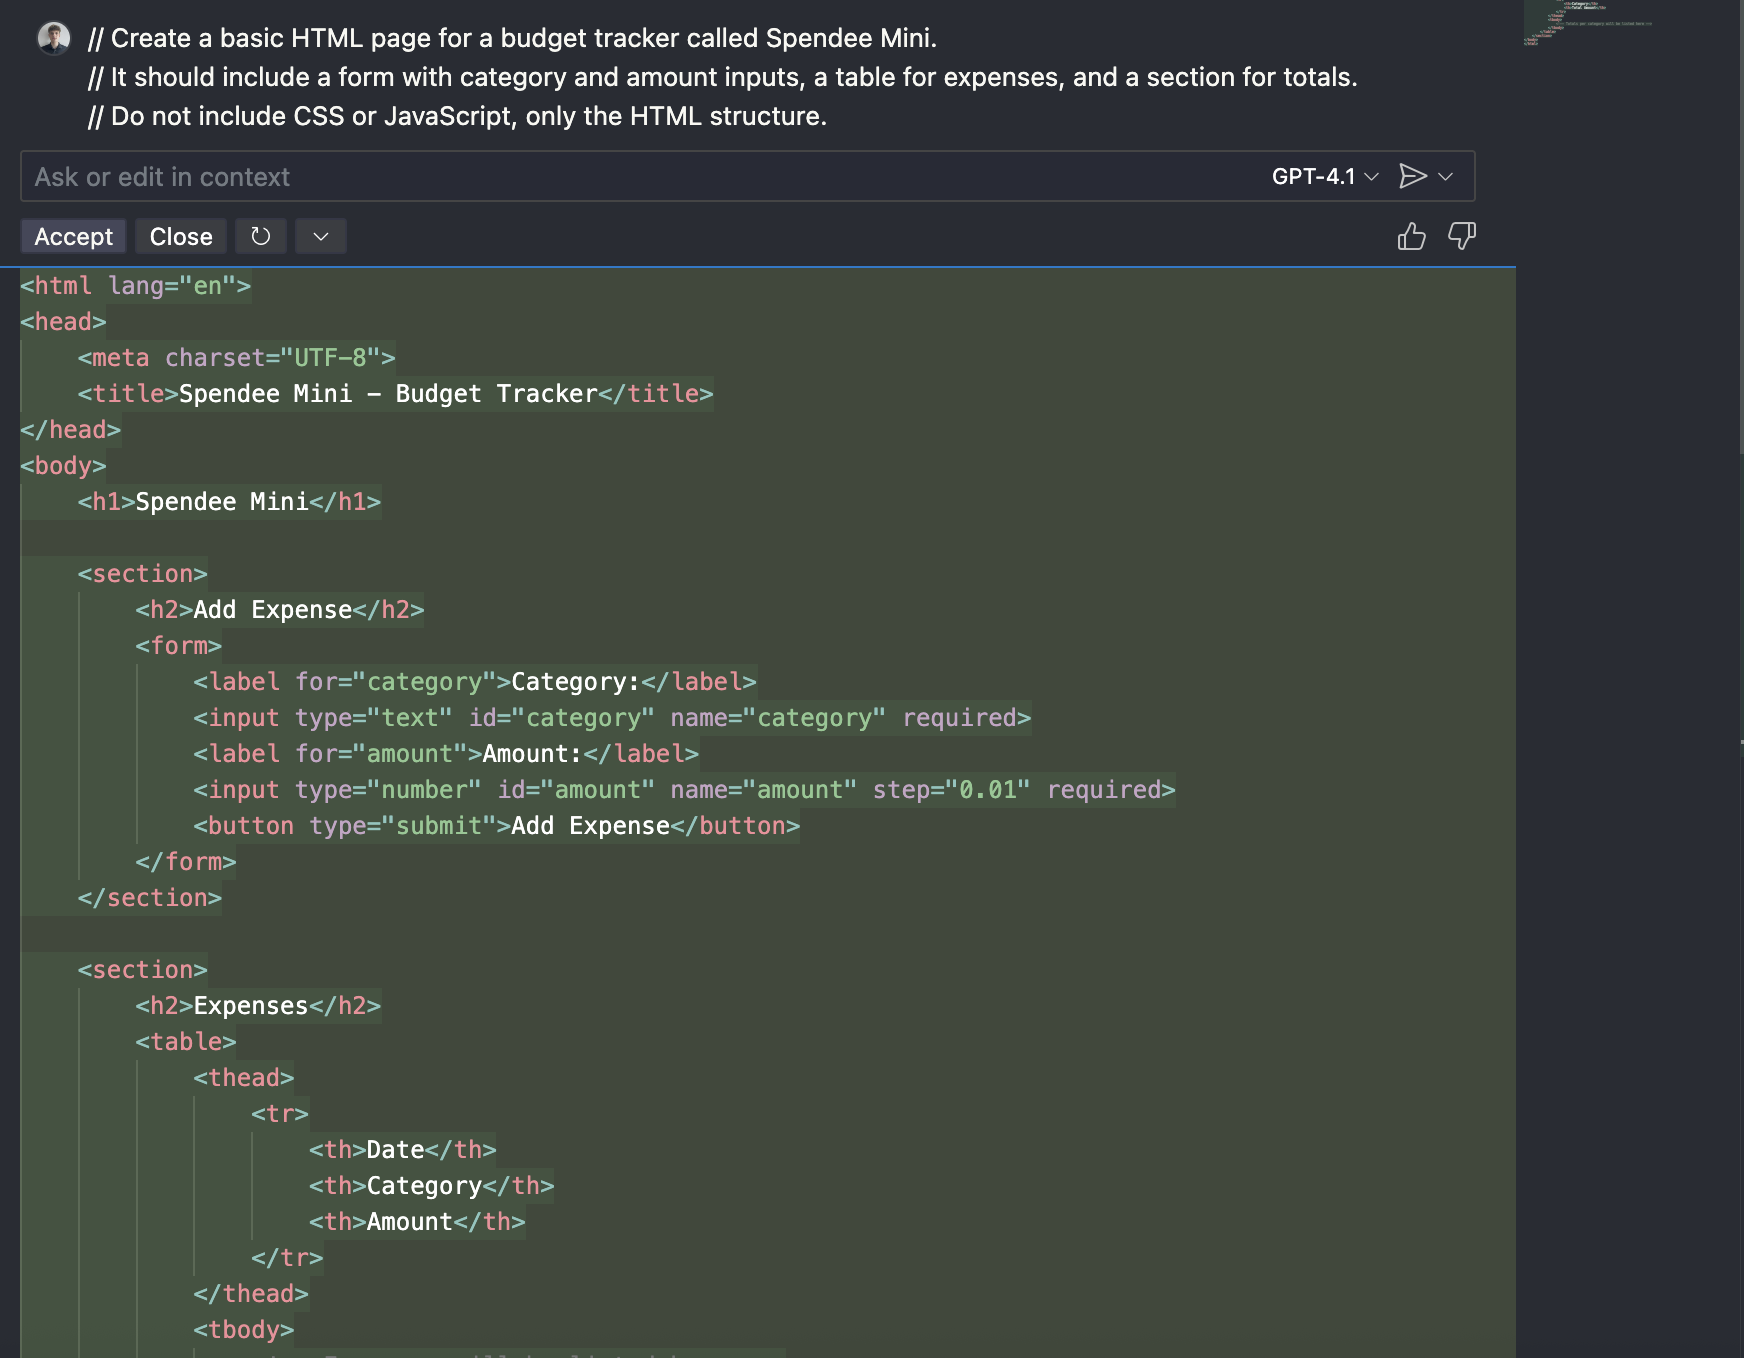 // Create a basic HTML page for a budget tracker called Spendee Mini.
// It should include a form with category and amount inputs, a table for expenses, and a section for totals.
// Do not include CSS or JavaScript, only the HTML structure.
Ask or edit in context
GPT-4.1
Accept Close
<html lang="en">
<head>
    <meta charset="UTF-8">
    <title>Spendee Mini - Budget Tracker</title>
</head>
<body>
    <h1>Spendee Mini</h1>
    <section>
        <h2>Add Expense</h2>
        <form>
            <label for="category">Category:</label>
            <input type="text" id="category" name="category" required>
            <label for="amount">Amount:</label>
            <input type="number" id="amount" name="amount" step="0.01" required>
            <button type="submit">Add Expense</button>
        </form>
    </section>
    <section>
        <h2>Expenses</h2>
        <table>
            <thead>
                <tr>
                    <th>Date</th>
                    <th>Category</th>
                    <th>Amount</th>
                </tr>
            </thead>
            <tbody>